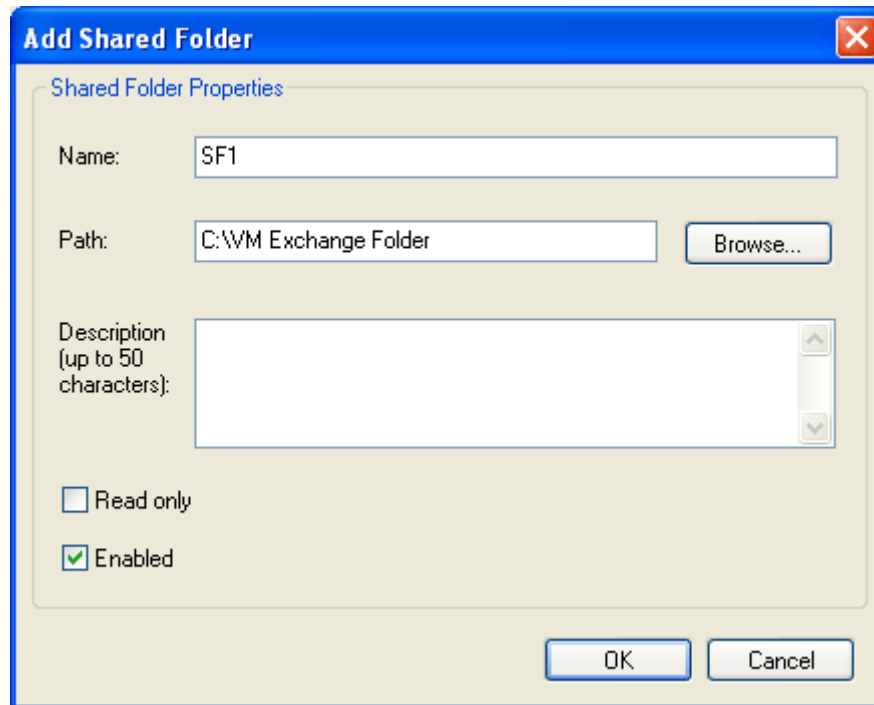 Add Shared Folder
Shared Folder Properties
Name:
SF1
Path:
C:\VM Exchange Folder
Browse...
Description
(up to 50
characters):
Read only
Enabled
OK
Cancel